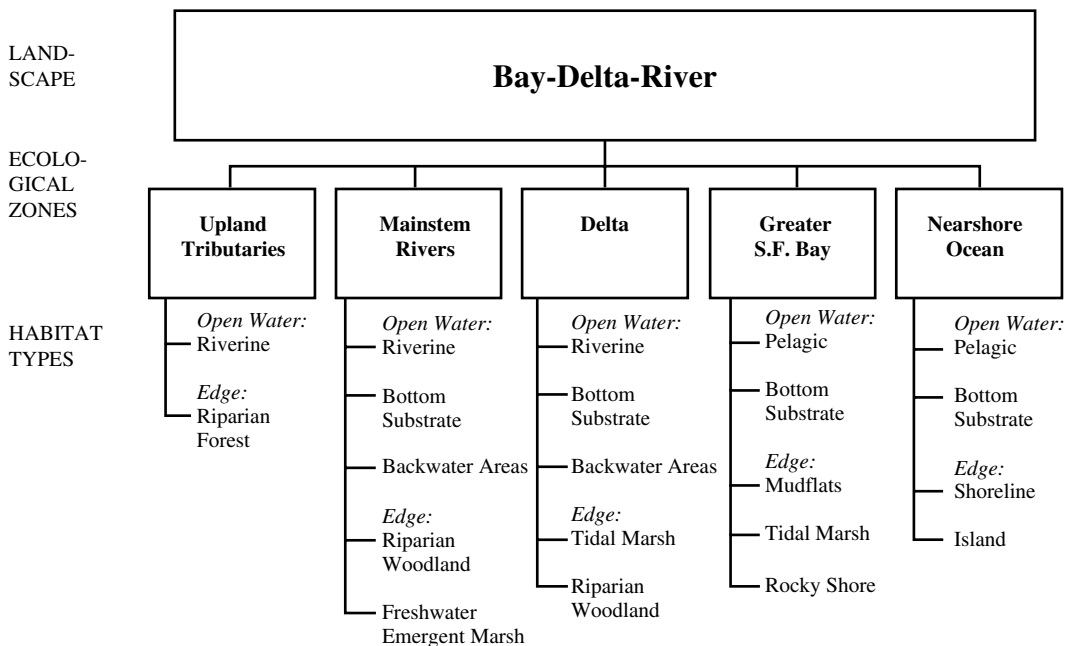 LAND-
SCAPE
Bay-Delta-River
ECOLO-
GICAL
ZONES
Upland
Tributaries
Mainstem
Rivers
Delta
Greater
S.F. Bay
Nearshore
Ocean
HABITAT
TYPES
Open Water:
Riverine
Edge:
Riparian
Forest
Open Water:
Riverine
Bottom
Substrate
Backwater Areas
Edge:
Riparian
Woodland
Freshwater
Emergent Marsh
Open Water:
Riverine
Bottom
Substrate
Backwater Areas
Edge:
Tidal Marsh
Riparian
Woodland
Open Water:
Pelagic
Bottom
Substrate
Edge:
Mudflats
Tidal Marsh
Rocky Shore
Open Water:
Pelagic
Bottom
Substrate
Edge:
Shoreline
Island